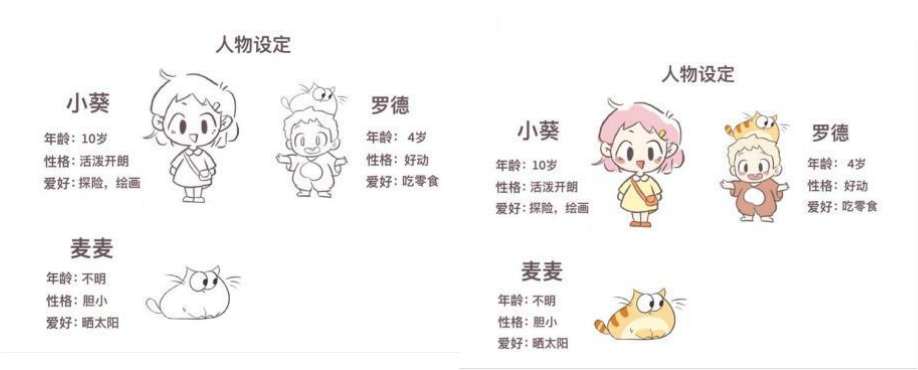 人物设定
小葵
年龄：10岁
性格：活泼开朗
爱好：探险，绘画
罗德
年龄： 4岁
性格：好动
爱好：吃零食
麦麦
年龄：不明
性格：胆小
爱好：晒太阳
人物设定
小葵
年龄：10岁
性格：活泼开朗
爱好：探险，绘画
罗德
年龄： 4岁
性格：好动
爱好：吃零食
麦麦
年龄：不明
性格：胆小
爱好：晒太阳